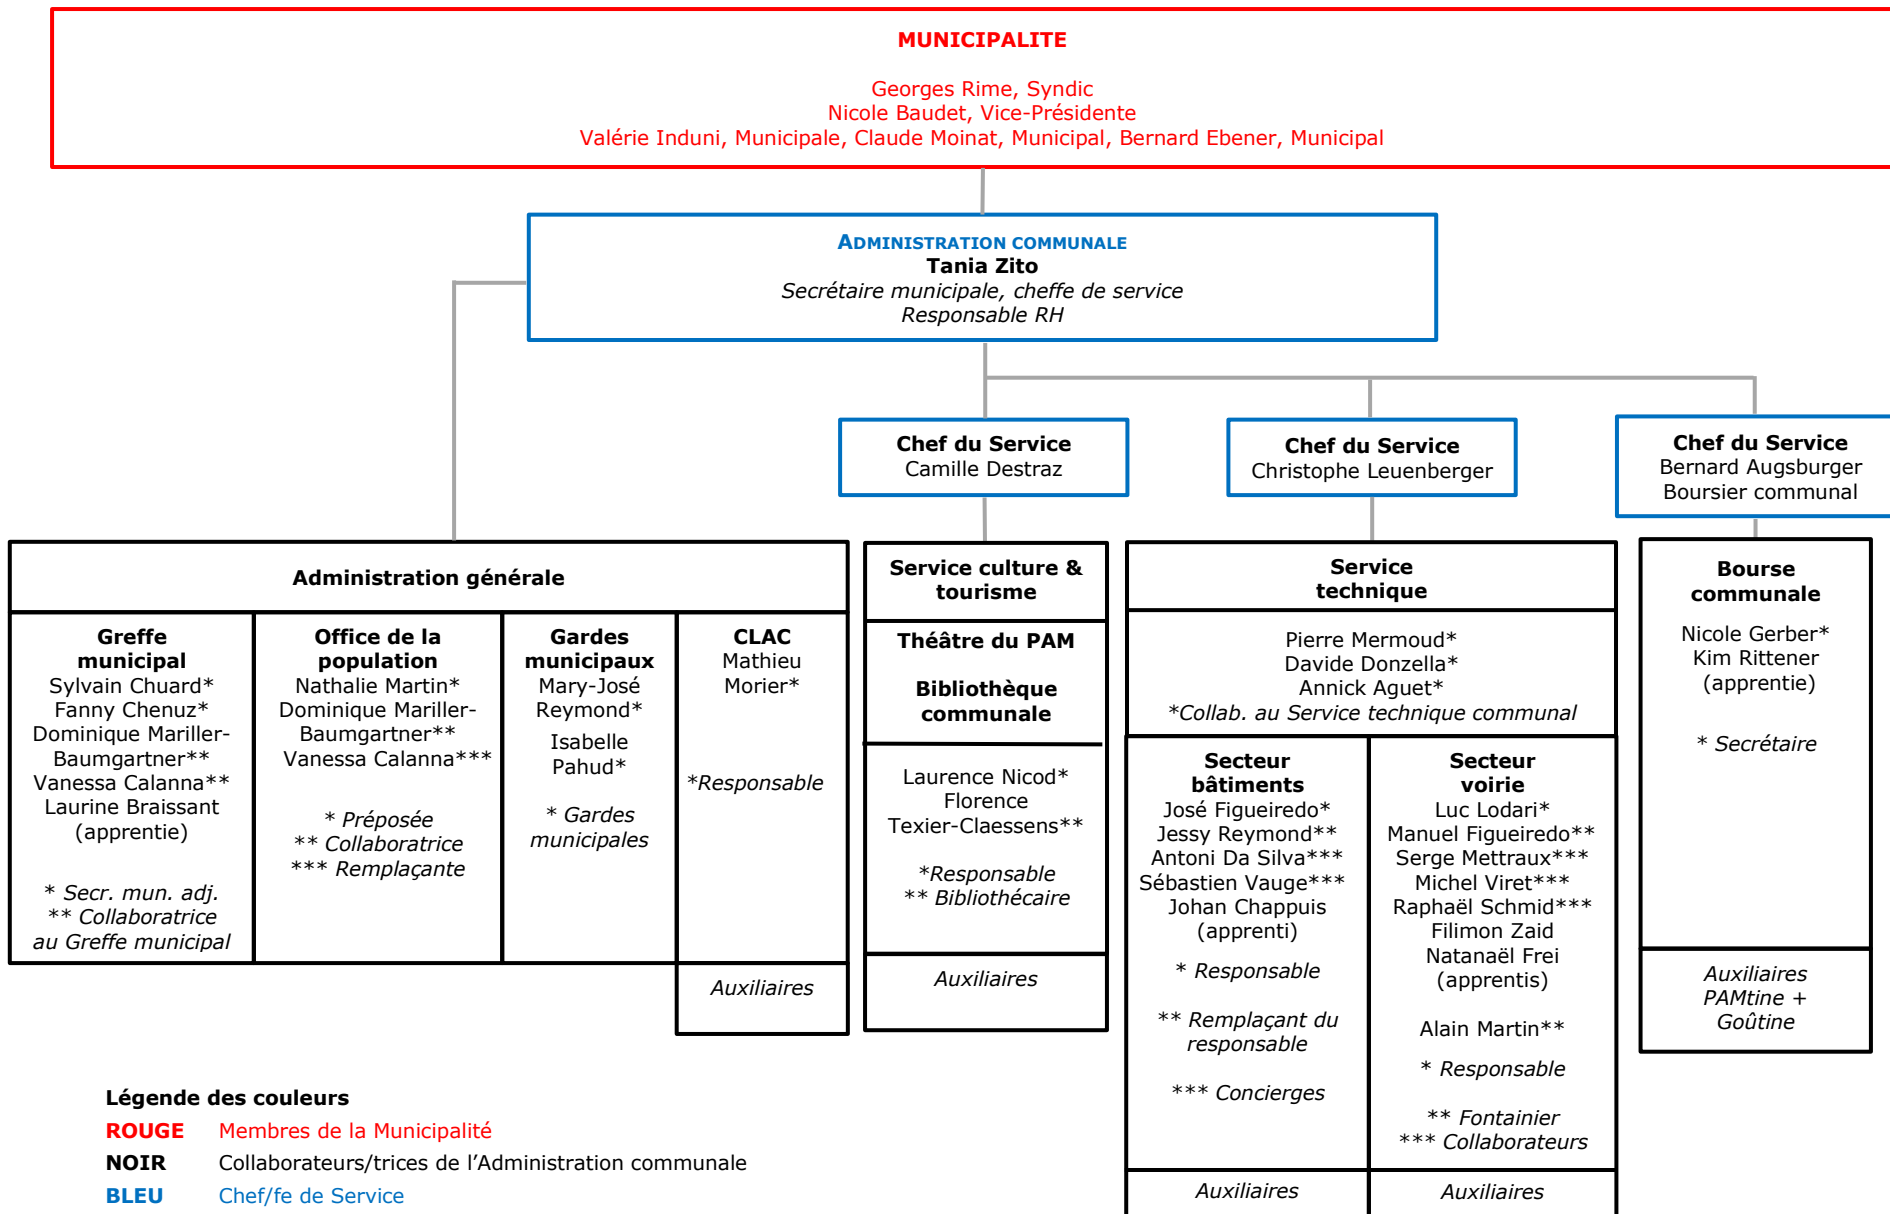 MUNICIPALITE
Georges Rime, Syndic
Nicole Baudet, Vice-Présidente
Valérie Induni, Municipale, Claude Moinat, Municipal, Bernard Ebener, Municipal
ADMINISTRATION COMMUNALE
Tania Zito
Secrétaire municipale, cheffe de service
Responsable RH
Chef du Service
Camille Destraz
Chef du Service
Christophe Leuenberger
Chef du Service
Bernard Augsburger
Boursier communal
Administration générale
Greffe
municipal
Sylvain Chuard*
Fanny Chenuz*
Dominique Mariller-
Baumgartner**
Vanessa Calanna**
Laurine Braissant
(apprentie)
* Secr. mun. adj.
** Collaboratrice
au Greffe municipal
Office de la
population
Nathalie Martin*
Dominique Mariller-
Baumgartner**
Vanessa Calanna***
* Préposée
** Collaboratrice
*** Remplaçante
Gardes
municipaux
Mary-José
Reymond*
Isabelle
Pahud*
* Gardes
municipales
CLAC
Mathieu
Morier*
*Responsable
Auxiliaires
Service culture &
tourisme
Théâtre du PAM
Bibliothèque
communale
Laurence Nicod*
Florence
Texier-Claessens**
*Responsable
** Bibliothécaire
Auxiliaires
Service
technique
Pierre Mermoud*
Davide Donzella*
Annick Aguet*
*Collab. au Service technique communal
Secteur
bâtiments
José Figueiredo*
Jessy Reymond**
Antoni Da Silva***
Sébastien Vauge***
Johan Chappuis
(apprenti)
* Responsable
** Remplaçant du
responsable
*** Concierges
Auxiliaires
Secteur
voirie
Luc Lodari*
Manuel Figueiredo**
Serge Mettraux***
Michel Viret***
Raphaël Schmid***
Filimon Zaid
Natanaël Frei
(apprentis)
Alain Martin**
* Responsable
** Fontainier
*** Collaborateurs
Auxiliaires
Bourse
communale
Nicole Gerber*
Kim Rittener
(apprentie)
* Secrétaire
Auxiliaires
PAMtine +
Goûtine
Légende des couleurs
ROUGE Membres de la Municipalité
NOIR Collaborateurs/trices de l'Administration communale
BLEU Chef/fe de Service